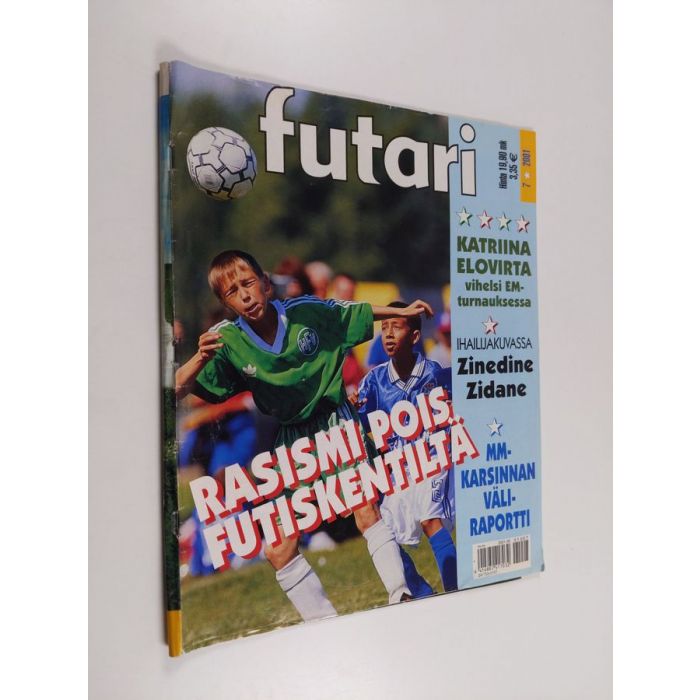 futari
Hinta 19,90 mk
3,35 €
7 ★ 2001
KATRIINA
ELOVIRTA
vihelsi EM-
turnauksessa
IHAILIJAKUVASSA
Zinedine
Zidane
MM-
KARSINNAN
VÄLI-
RAPORTTI
RASISMI POIS
FUTISKENTILTÄ